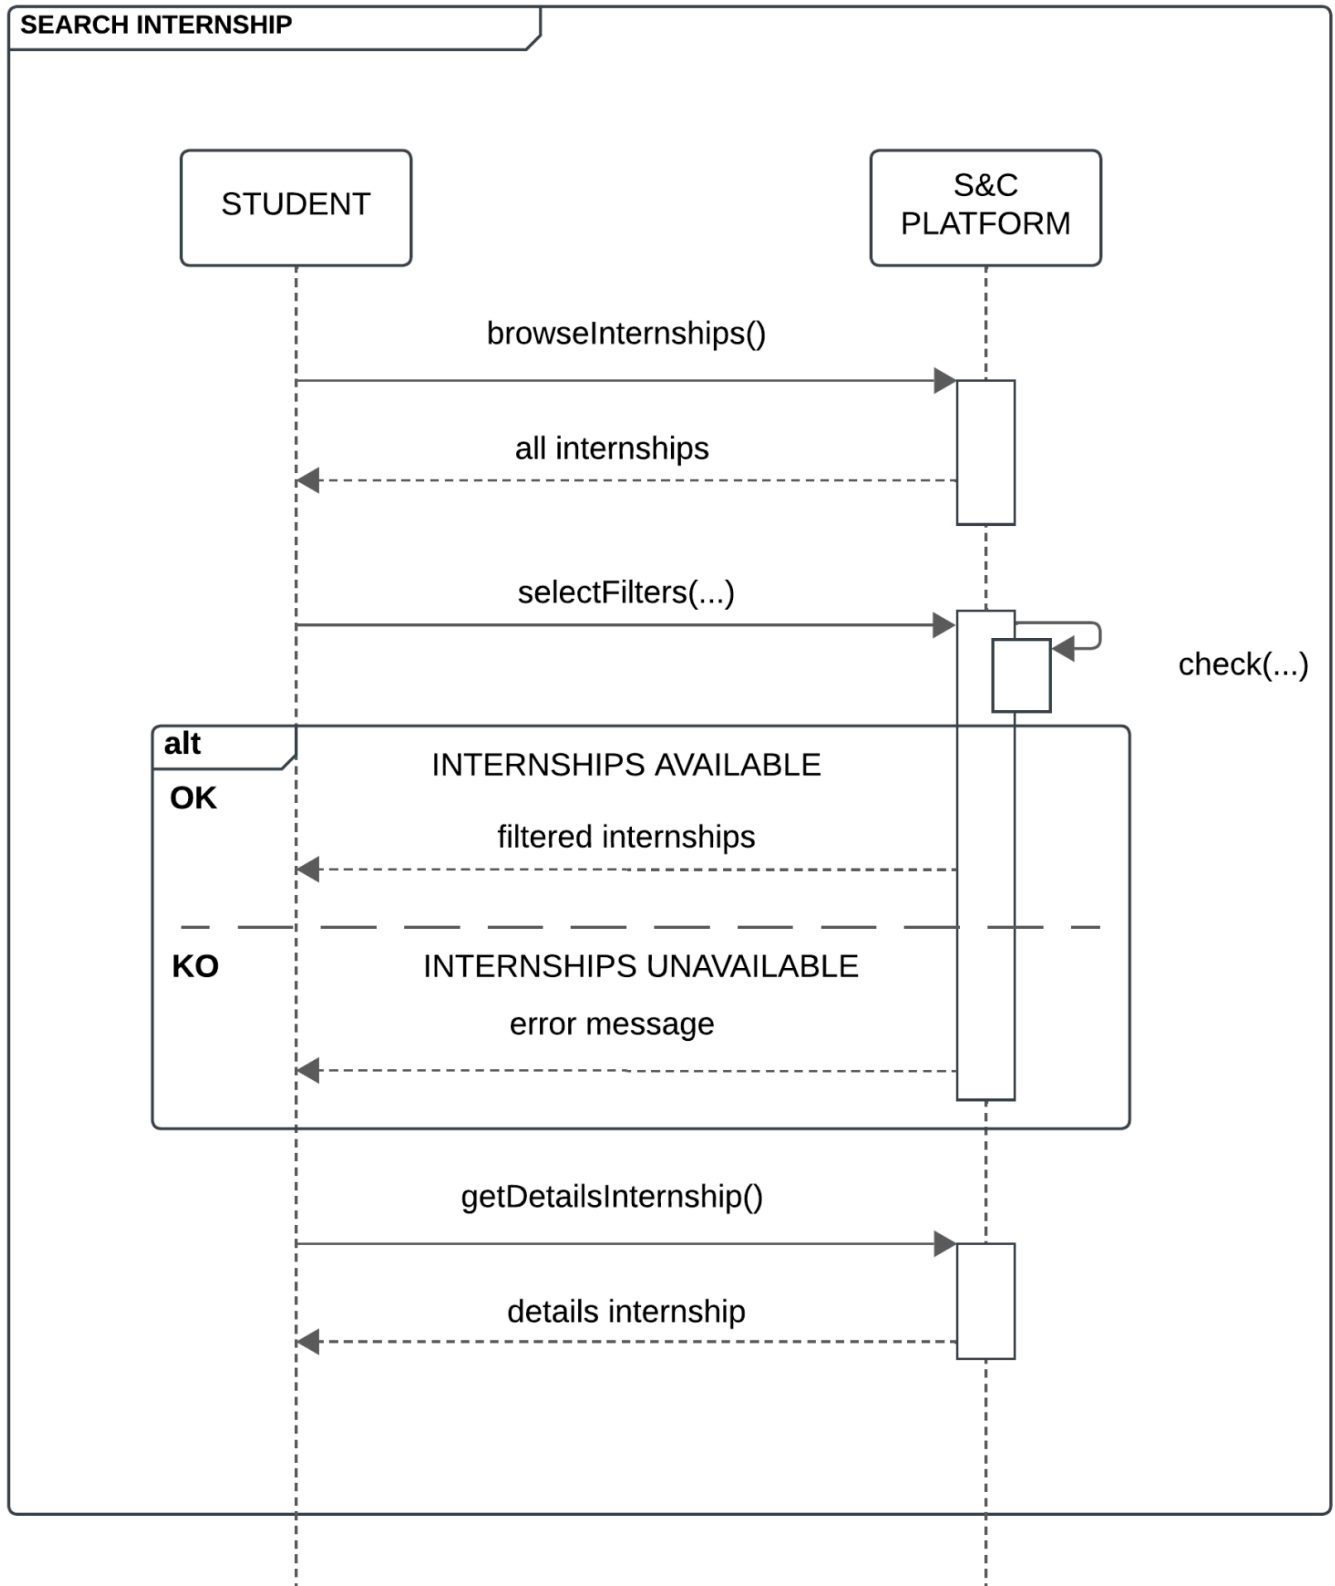 SEARCH INTERNSHIP
STUDENT
S&C
PLATFORM
browseInternships()
all internships
selectFilters(...)
check(...)
alt
INTERNSHIPS AVAILABLE
OK
filtered internships
KO
INTERNSHIPS UNAVAILABLE
error message
getDetailsInternship()
details internship